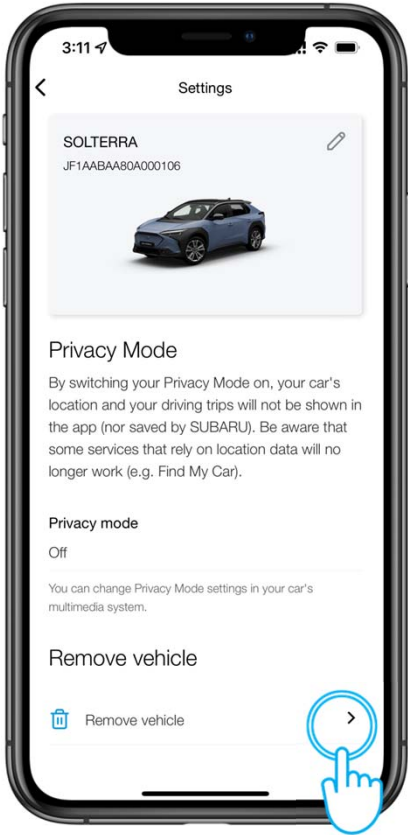 3:11
Settings
SOLTERRA
JF1AABAA80A000106
Privacy Mode
By switching your Privacy Mode on, your car's
location and your driving trips will not be shown in
the app (nor saved by SUBARU). Be aware that
some services that rely on location data will no
longer work (e.g. Find My Car).
Privacy mode
Off
You can change Privacy Mode settings in your car's
multimedia system.
Remove vehicle
Remove vehicle